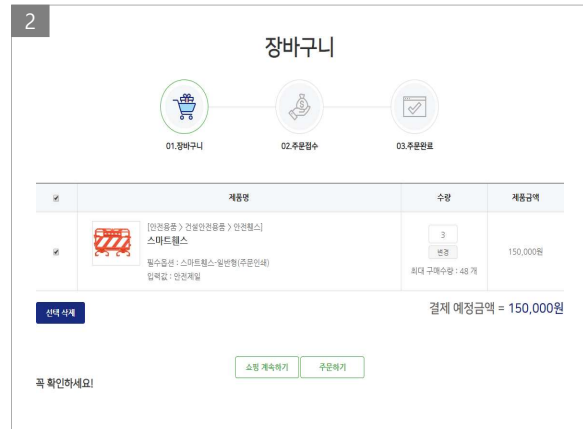 2
장바구니
01.장바구니 02.주문접수 03.주문완료
제품명 수량 제품금액
[안전용품 > 건설안전용품 > 안전휀스]
스마트휀스
필수옵션 : 스마트휀스-일반형(주문인쇄)
입력값 : 안전제일
3
변경
최대 구매수량 : 48 개
150,000원
선택 삭제
결제 예정금액 = 150,000원
쇼핑 계속하기 주문하기
꼭 확인하세요!